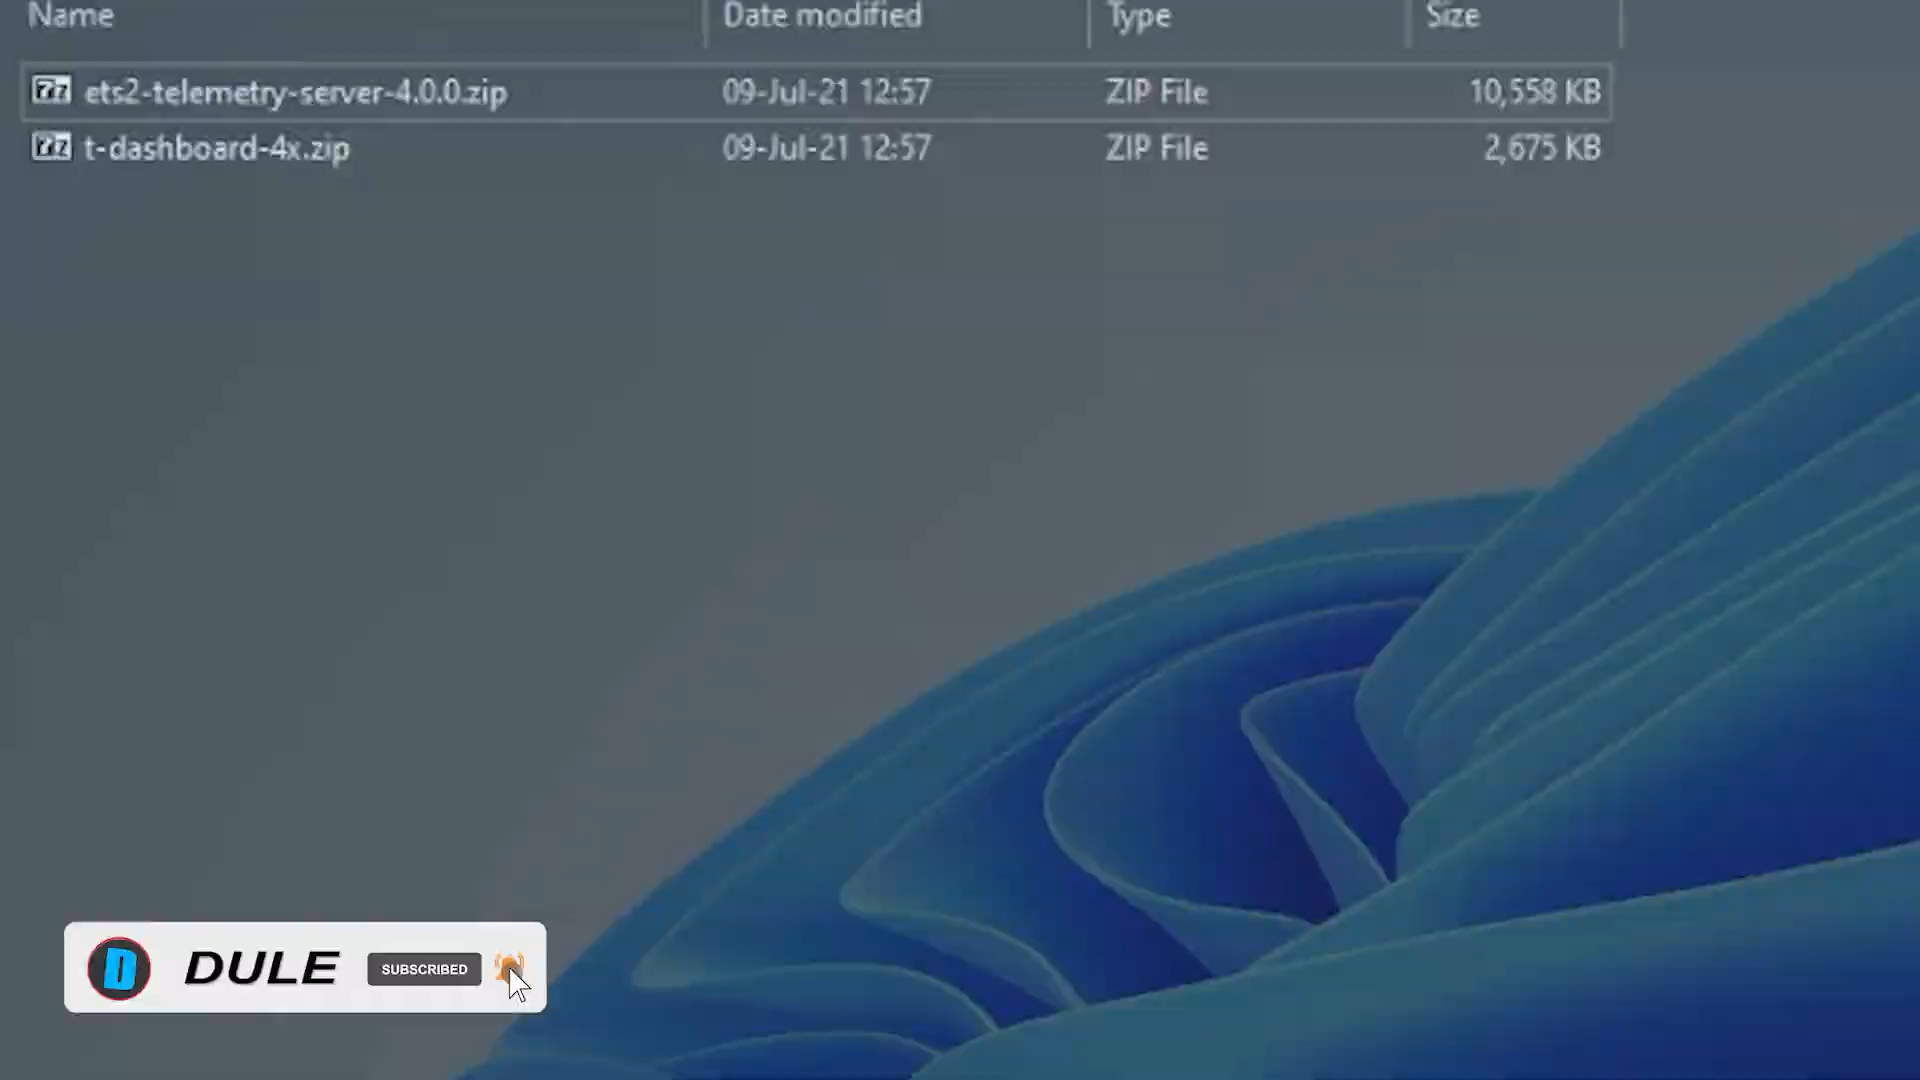 Name Date modified Type Size
ets2-telemetry-server-4.0.0.zip 09-Jul-21 12:57 ZIP File 10,558 KB
t-dashboard-4x.zip 09-Jul-21 12:57 ZIP File 2,675 KB
D DULE SUBSCRIBED